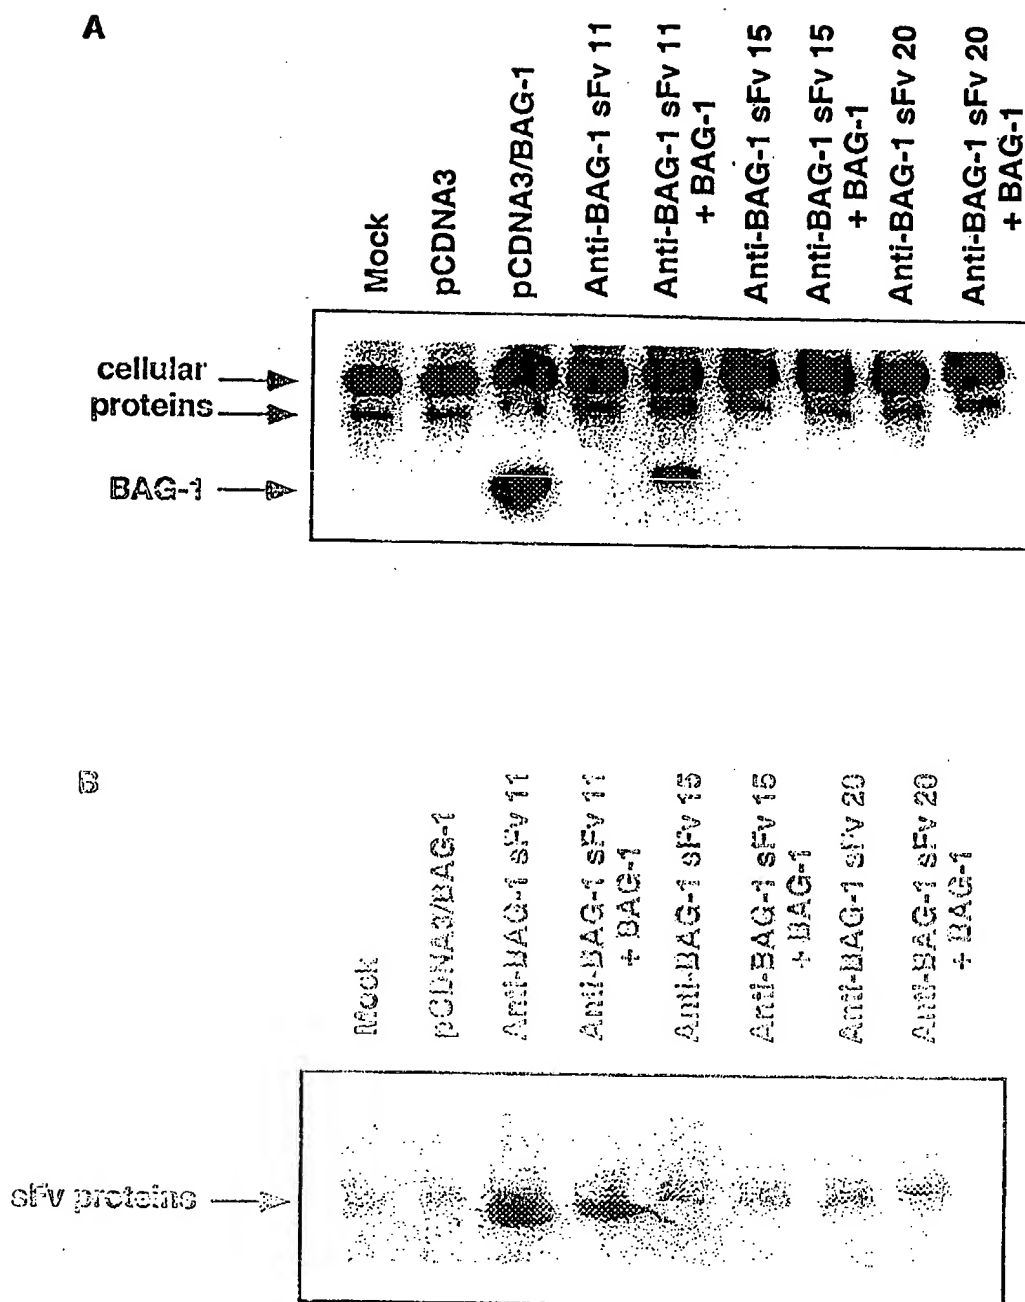 A
Mock
pCDNA3
pCDNA3/BAG-1
Anti-BAG-1 sFv 11
Anti-BAG-1 sFv 11
+ BAG-1
Anti-BAG-1 sFv 15
Anti-BAG-1 sFv 15
+ BAG-1
Anti-BAG-1 sFv 20
Anti-BAG-1 sFv 20
+ BAG-1
cellular
proteins
BAG-1
B
Mock
pCDNA3/BAG-1
Anti-BAG-1 sFv 11
Anti-BAG-1 sFv 11
+ BAG-1
Anti-BAG-1 sFv 15
Anti-BAG-1 sFv 15
+ BAG-1
Anti-BAG-1 sFv 20
Anti-BAG-1 sFv 20
+ BAG-1
sFv proteins